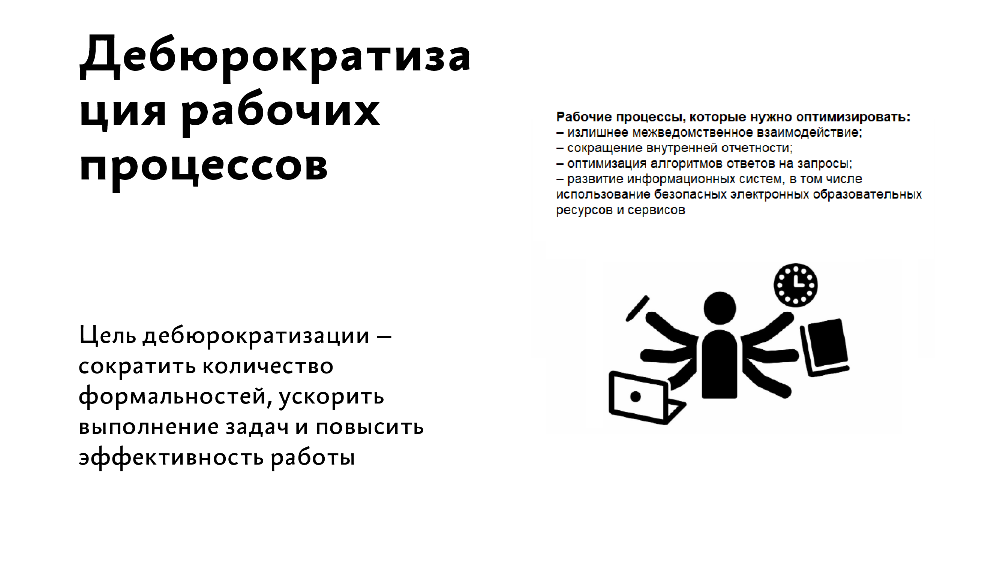 Дебюрократиза
ция рабочих
процессов
Цель дебюрократизации –
сократить количество
формальностей, ускорить
выполнение задач и повысить
эффективность работы
Рабочие процессы, которые нужно оптимизировать:
– излишнее межведомственное взаимодействие;
– сокращение внутренней отчетности;
– оптимизация алгоритмов ответов на запросы;
– развитие информационных систем, в том числе
использование безопасных электронных образовательных
ресурсов и сервисов